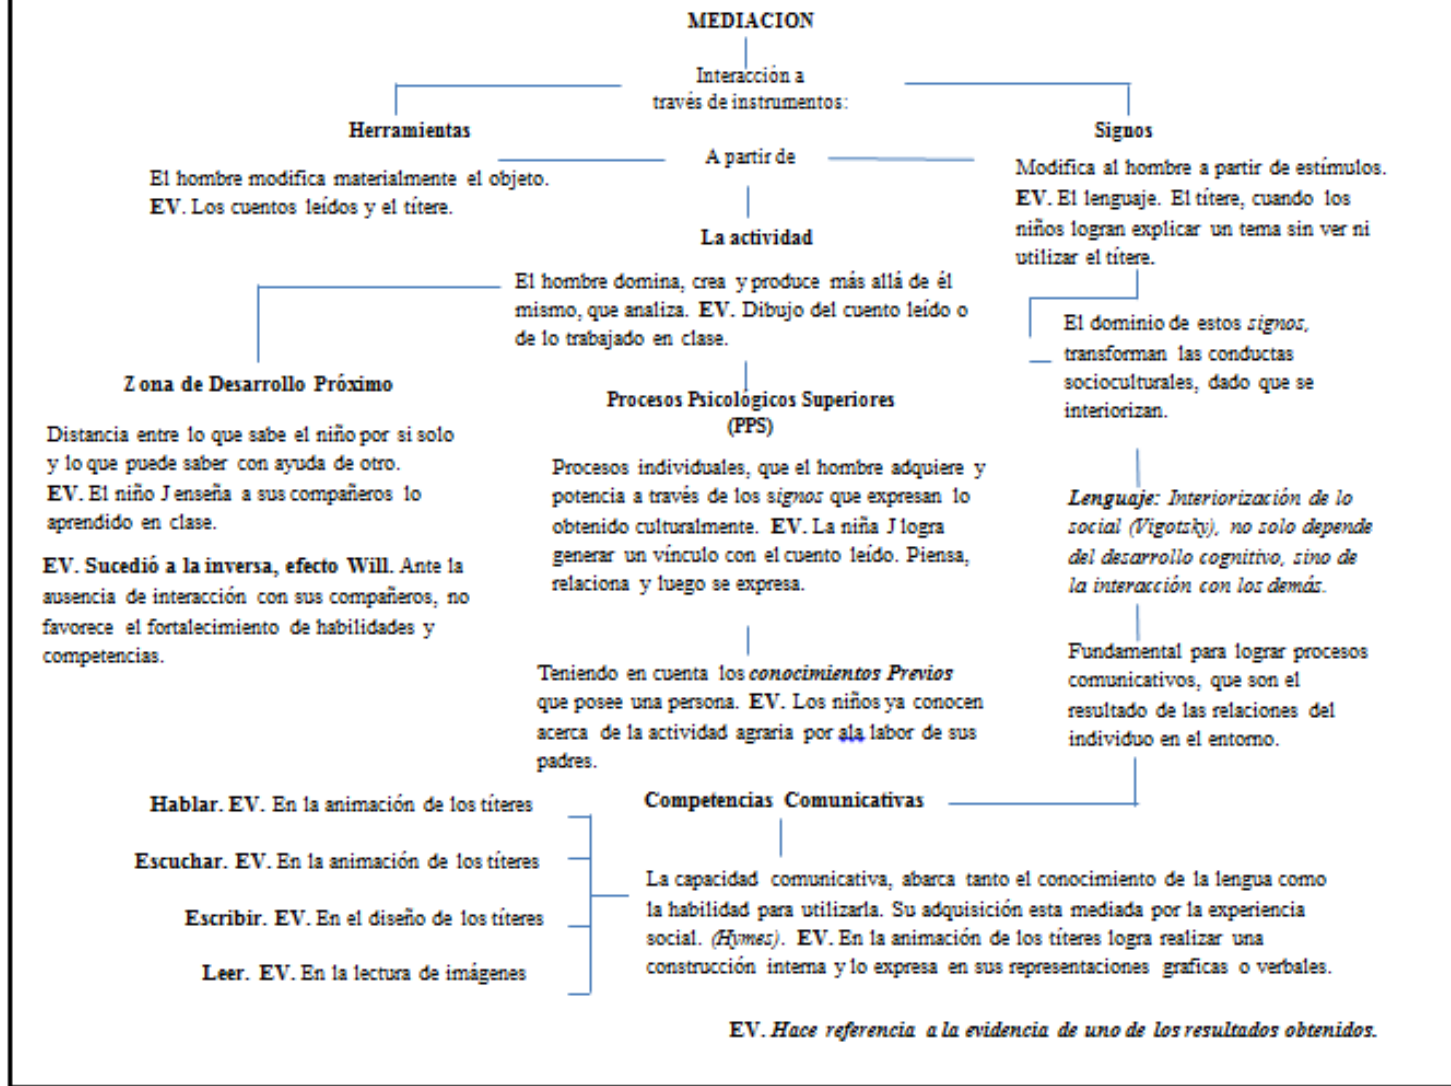 MEDIACION
Interacción a
través de instrumentos:
Herramientas
Signos
A partir de
El hombre modifica materialmente el objeto.
EV. Los cuentos leídos y el títere.
Modifica al hombre a partir de estímulos.
EV. El lenguaje. El títere, cuando los
niños logran explicar un tema sin ver ni
utilizar el títere.
La actividad
El hombre domina, crea y produce más allá de él
mismo, que analiza. EV. Dibujo del cuento leído o
de lo trabajado en clase.
El dominio de estos signos,
transforman las conductas
socioculturales, dado que se
interiorizan.
Zona de Desarrollo Próximo
Distancia entre lo que sabe el niño por si solo
y lo que puede saber con ayuda de otro.
EV. El niño J enseña a sus compañeros lo
aprendido en clase.
EV. Sucedió a la inversa, efecto Will. Ante la
ausencia de interacción con sus compañeros, no
favorece el fortalecimiento de habilidades y
competencias.
Procesos Psicológicos Superiores
(PPS)
Procesos individuales, que el hombre adquiere y
potencia a través de los signos que expresan lo
obtenido culturalmente. EV. La niña J logra
generar un vínculo con el cuento leído. Piensa,
relaciona y luego se expresa.
Lenguaje: Interiorización de lo
social (Vigotsky), no solo depende
del desarrollo cognitivo, sino de
la interacción con los demás.
Teniendo en cuenta los conocimientos Previos
que posee una persona. EV. Los niños ya conocen
acerca de la actividad agraria por ala labor de sus
padres.
Fundamental para lograr procesos
comunicativos, que son el
resultado de las relaciones del
individuo en el entorno.
Competencias Comunicativas
Hablar. EV. En la animación de los títeres
Escuchar. EV. En la animación de los títeres
Escribir. EV. En el diseño de los títeres
Leer. EV. En la lectura de imágenes
La capacidad comunicativa, abarca tanto el conocimiento de la lengua como
la habilidad para utilizarla. Su adquisición esta mediada por la experiencia
social. (Hymes). EV. En la animación de los títeres logra realizar una
construcción interna y lo expresa en sus representaciones graficas o verbales.
EV. Hace referencia a la evidencia de uno de los resultados obtenidos.